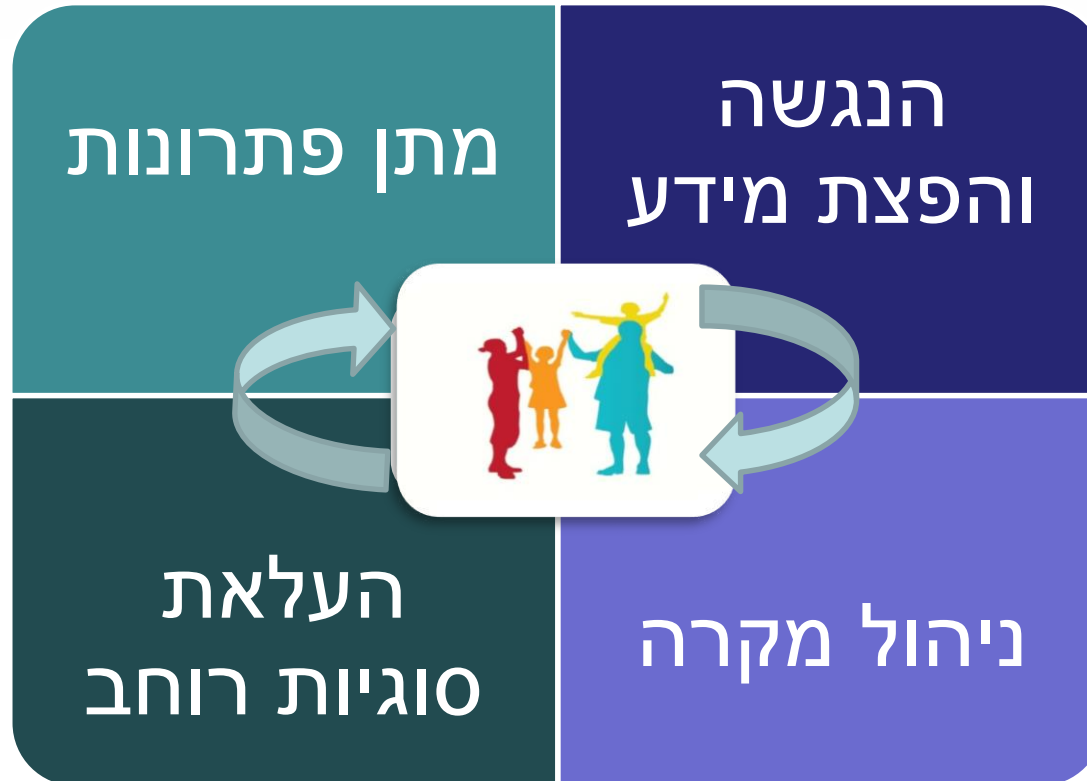 הנגשה
והפצת מידע
מתן פתרונות
ניהול מקרה
העלאת
סוגיות רוחב